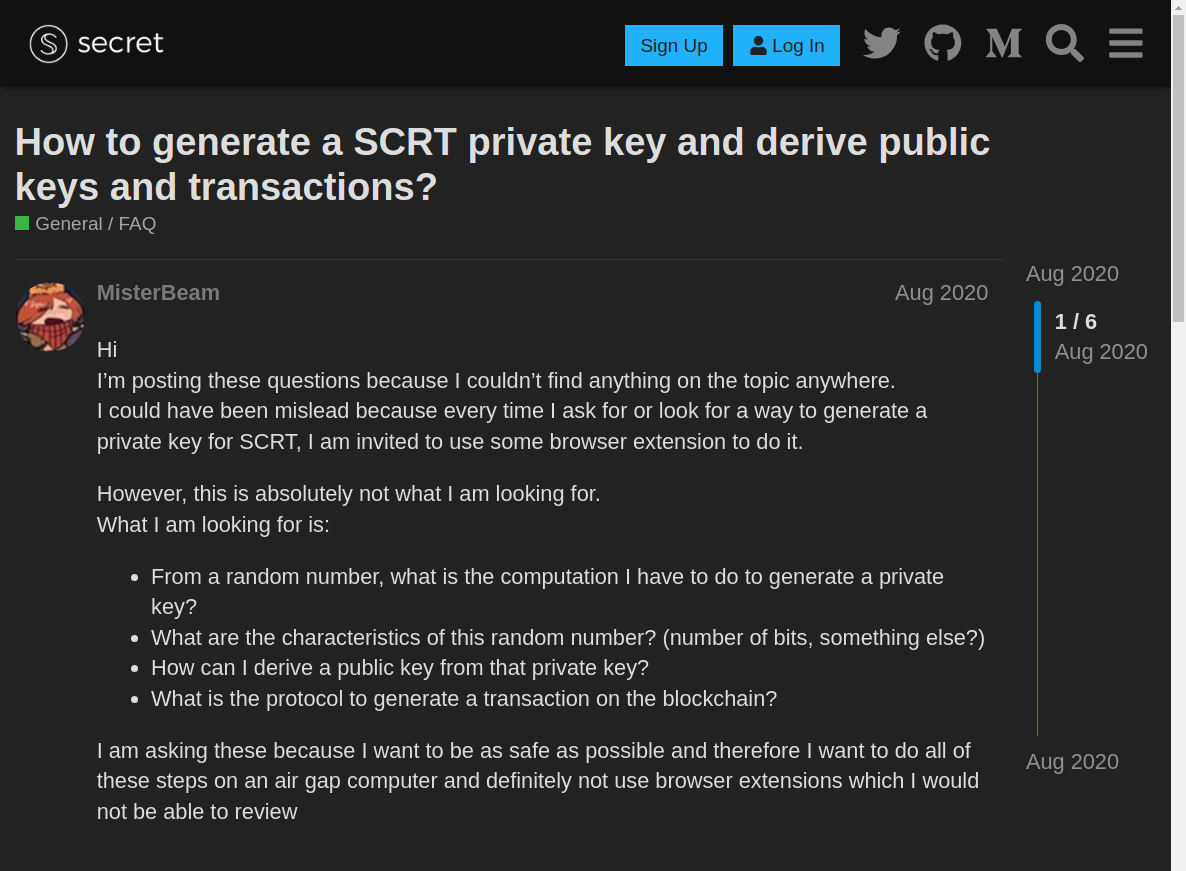 secret
Sign Up
Log In
How to generate a SCRT private key and derive public
keys and transactions?
General / FAQ
MisterBeam
Aug 2020
Aug 2020
1 / 6
Aug 2020
Hi
I’m posting these questions because I couldn’t find anything on the topic anywhere.
I could have been mislead because every time I ask for or look for a way to generate a
private key for SCRT, I am invited to use some browser extension to do it.
However, this is absolutely not what I am looking for.
What I am looking for is:
From a random number, what is the computation I have to do to generate a private
key?
What are the characteristics of this random number? (number of bits, something else?)
How can I derive a public key from that private key?
What is the protocol to generate a transaction on the blockchain?
I am asking these because I want to be as safe as possible and therefore I want to do all of
these steps on an air gap computer and definitely not use browser extensions which I would
not be able to review
Aug 2020